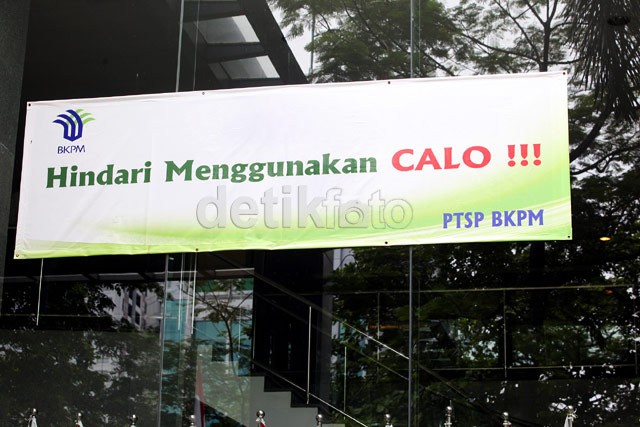 BKPM
Hindari Menggunakan CALO !!!
detikfoto
PTSP BKPM